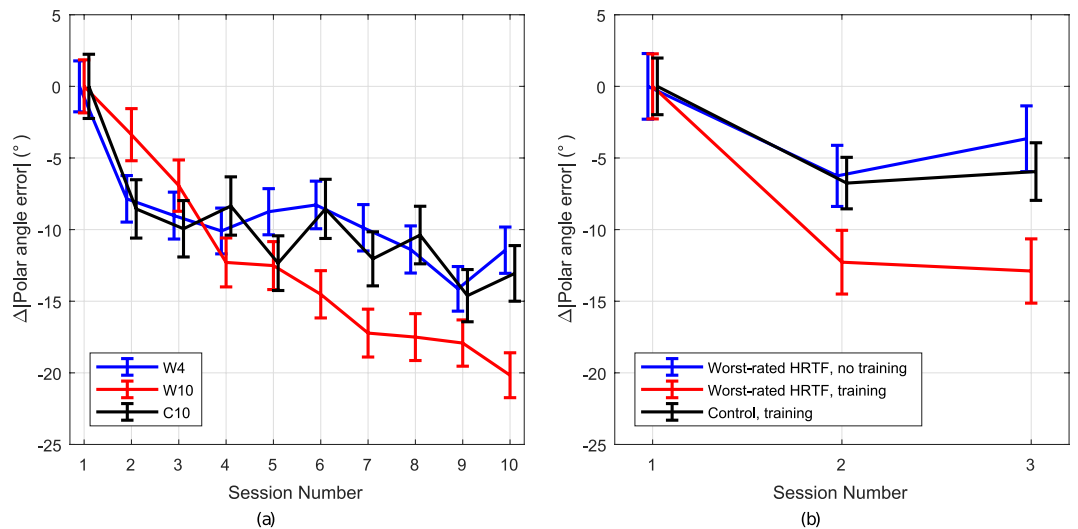 5
0
-5
-10
-15
-20
-25
Δ|Polar angle error| (°)
W4
W10
C10
1 2 3 4 5 6 7 8 9 10
Session Number
(a)
5
0
-5
-10
-15
-20
-25
Δ|Polar angle error| (°)
Worst-rated HRTF, no training
Worst-rated HRTF, training
Control, training
1 2 3
Session Number
(b)